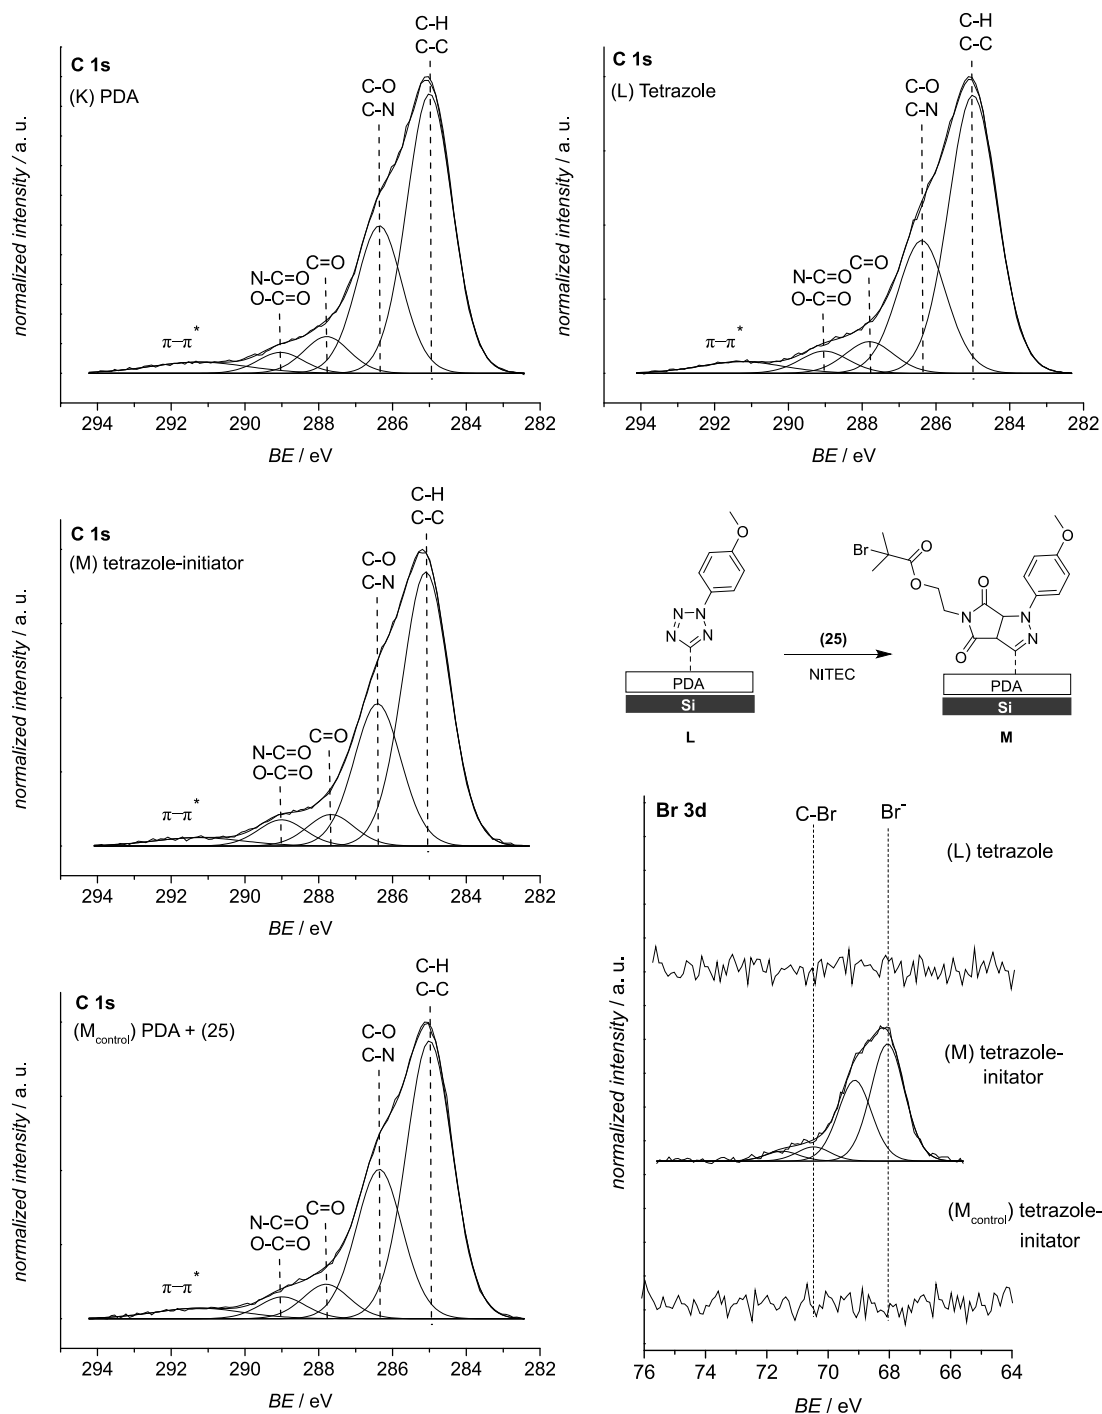 C 1s
(K) PDA
C-H
C-C
C-O
C-N
C=O
N-C=O
O-C=O
π–π*
normalized intensity / a. u.
294 292 290 288 286 284 282
BE / eV
C 1s
(L) Tetrazole
C-H
C-C
C-O
C-N
C=O
N-C=O
O-C=O
π–π*
normalized intensity / a. u.
294 292 290 288 286 284 282
BE / eV
C 1s
(M) tetrazole-initiator
C-H
C-C
C-O
C-N
C=O
N-C=O
O-C=O
π–π*
normalized intensity / a. u.
294 292 290 288 286 284 282
BE / eV
O
N N
N N
PDA
Si
L
(25)
NITEC
Br
O
O
O
O
N
N
N
O
PDA
Si
M
C 1s
(Mcontrol) PDA + (25)
C-H
C-C
C-O
C-N
C=O
N-C=O
O-C=O
π–π*
normalized intensity / a. u.
294 292 290 288 286 284 282
BE / eV
Br 3d
C-Br
Br-
(L) tetrazole
(M) tetrazole-
initator
(Mcontrol) tetrazole-
initator
normalized intensity / a. u.
76 74 72 70 68 66 64
BE / eV